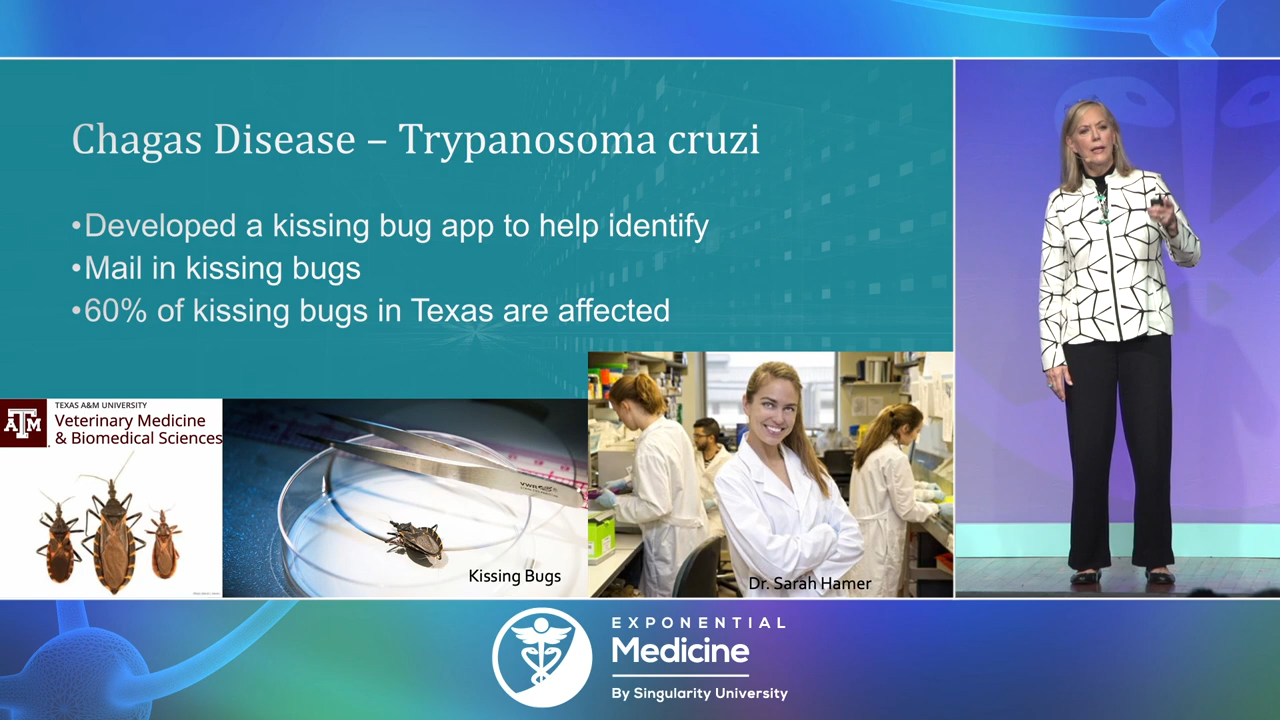 Chagas Disease – Trypanosoma cruzi
•Developed a kissing bug app to help identify
•Mail in kissing bugs
•60% of kissing bugs in Texas are affected
ATM
TEXAS A&M UNIVERSITY
Veterinary Medicine
& Biomedical Sciences
VWR
Kissing Bugs
Dr. Sarah Hamer
EXPONENTIAL
Medicine
By Singularity University